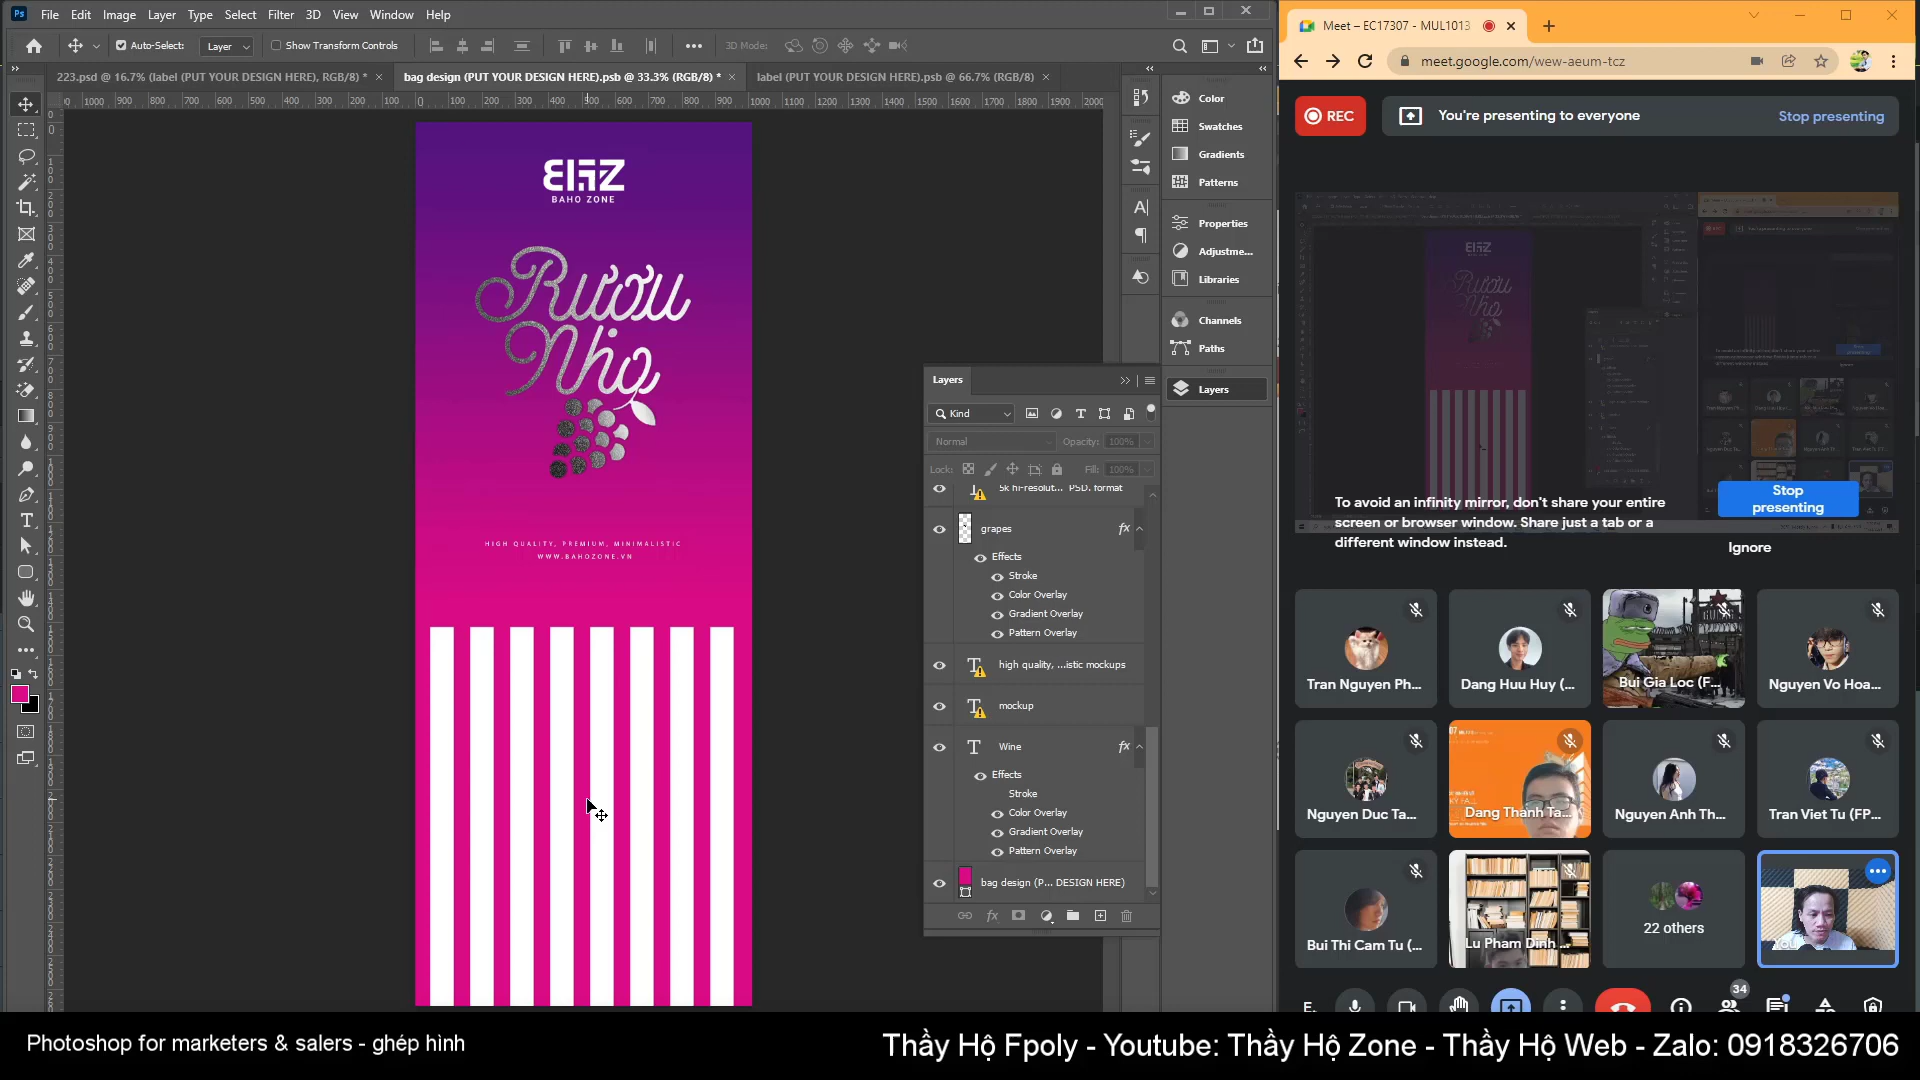 File Edit Image Layer Type Select Filter 3D View Window Help
Auto-Select: Layer Show Transform Controls 3D Mode:
223.psd @ 16.7% (label (PUT YOUR DESIGN HERE), RGB/8) *
bag design (PUT YOUR DESIGN HERE).psb @ 33.3% (RGB/8) *
label (PUT YOUR DESIGN HERE).psb @ 66.7% (RGB/8)
BAHO ZONE
Rượu
Nho
HIGH QUALITY, PREMIUM, MINIMALISTIC
WWW.BAHOZONE.VN
Color
Swatches
Gradients
Patterns
Properties
Adjustme...
Libraries
Channels
Paths
Layers
Layers
Kind
Normal Opacity: 100%
Lock: Fill: 100%
5k hi-resolut... PSD. format
grapes fx
Effects
Stroke
Color Overlay
Gradient Overlay
Pattern Overlay
high quality, ...istic mockups
mockup
Wine fx
Effects
Stroke
Color Overlay
Gradient Overlay
Pattern Overlay
bag design (P... DESIGN HERE)
Meet – EC17307 - MUL1013
meet.google.com/wew-aeum-tcz
REC
You're presenting to everyone
Stop presenting
To avoid an infinity mirror, don't share your entire
screen or browser window. Share just a tab or a
different window instead.
Stop
presenting
Ignore
Tran Nguyen Ph...
Dang Huu Huy (...
Bui Gia Loc (F...
Nguyen Vo Hoa...
Nguyen Duc Ta...
Dang Thanh Ta...
Nguyen Anh Th...
Tran Viet Tu (FP...
Bui Thi Cam Tu (...
Lu Pham Dinh ...
22 others
You
34
Photoshop for marketers & salers - ghép hình
Thầy Hộ Fpoly - Youtube: Thầy Hộ Zone - Thầy Hộ Web - Zalo: 0918326706